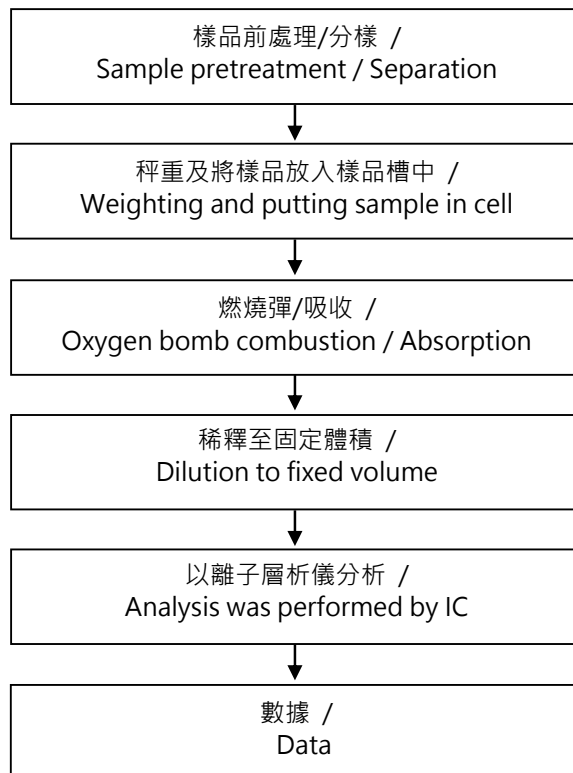 樣品前處理/分樣 /
Sample pretreatment / Separation
秤重及將樣品放入樣品槽中 /
Weighting and putting sample in cell
燃燒彈/吸收 /
Oxygen bomb combustion / Absorption
稀釋至固定體積 /
Dilution to fixed volume
以離子層析儀分析 /
Analysis was performed by IC
數據 /
Data